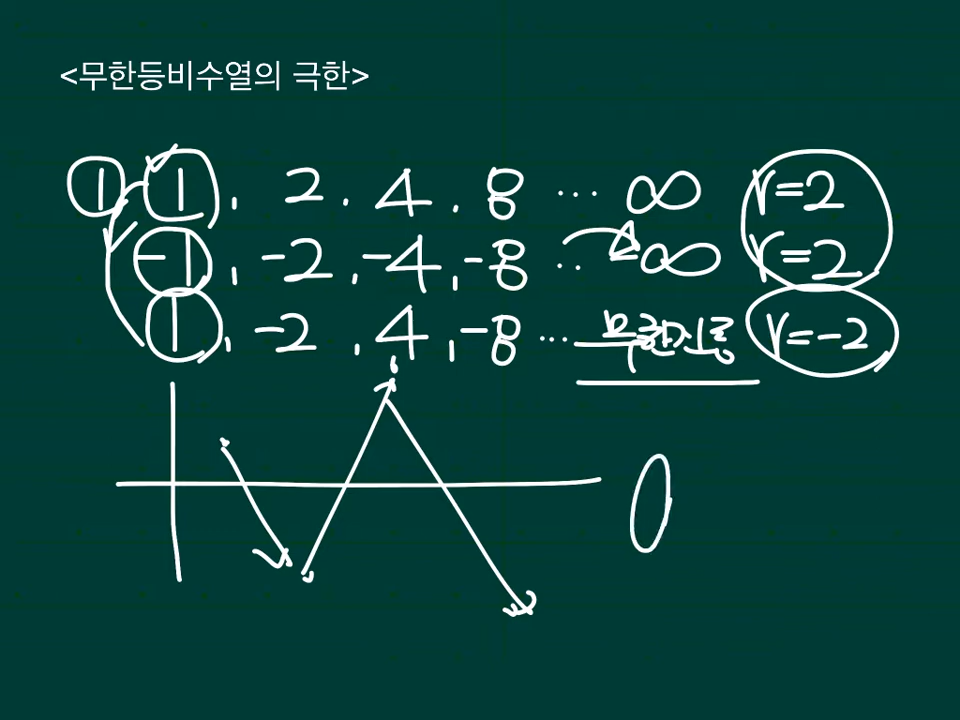 <무한등비수열의 극한>
① 1, 2, 4, 8 ··· ∞ r=2
-1, -2, -4, -8 ·· -∞ r=2
1, -2, 4, -8 ··· 무한진동 r=-2
0